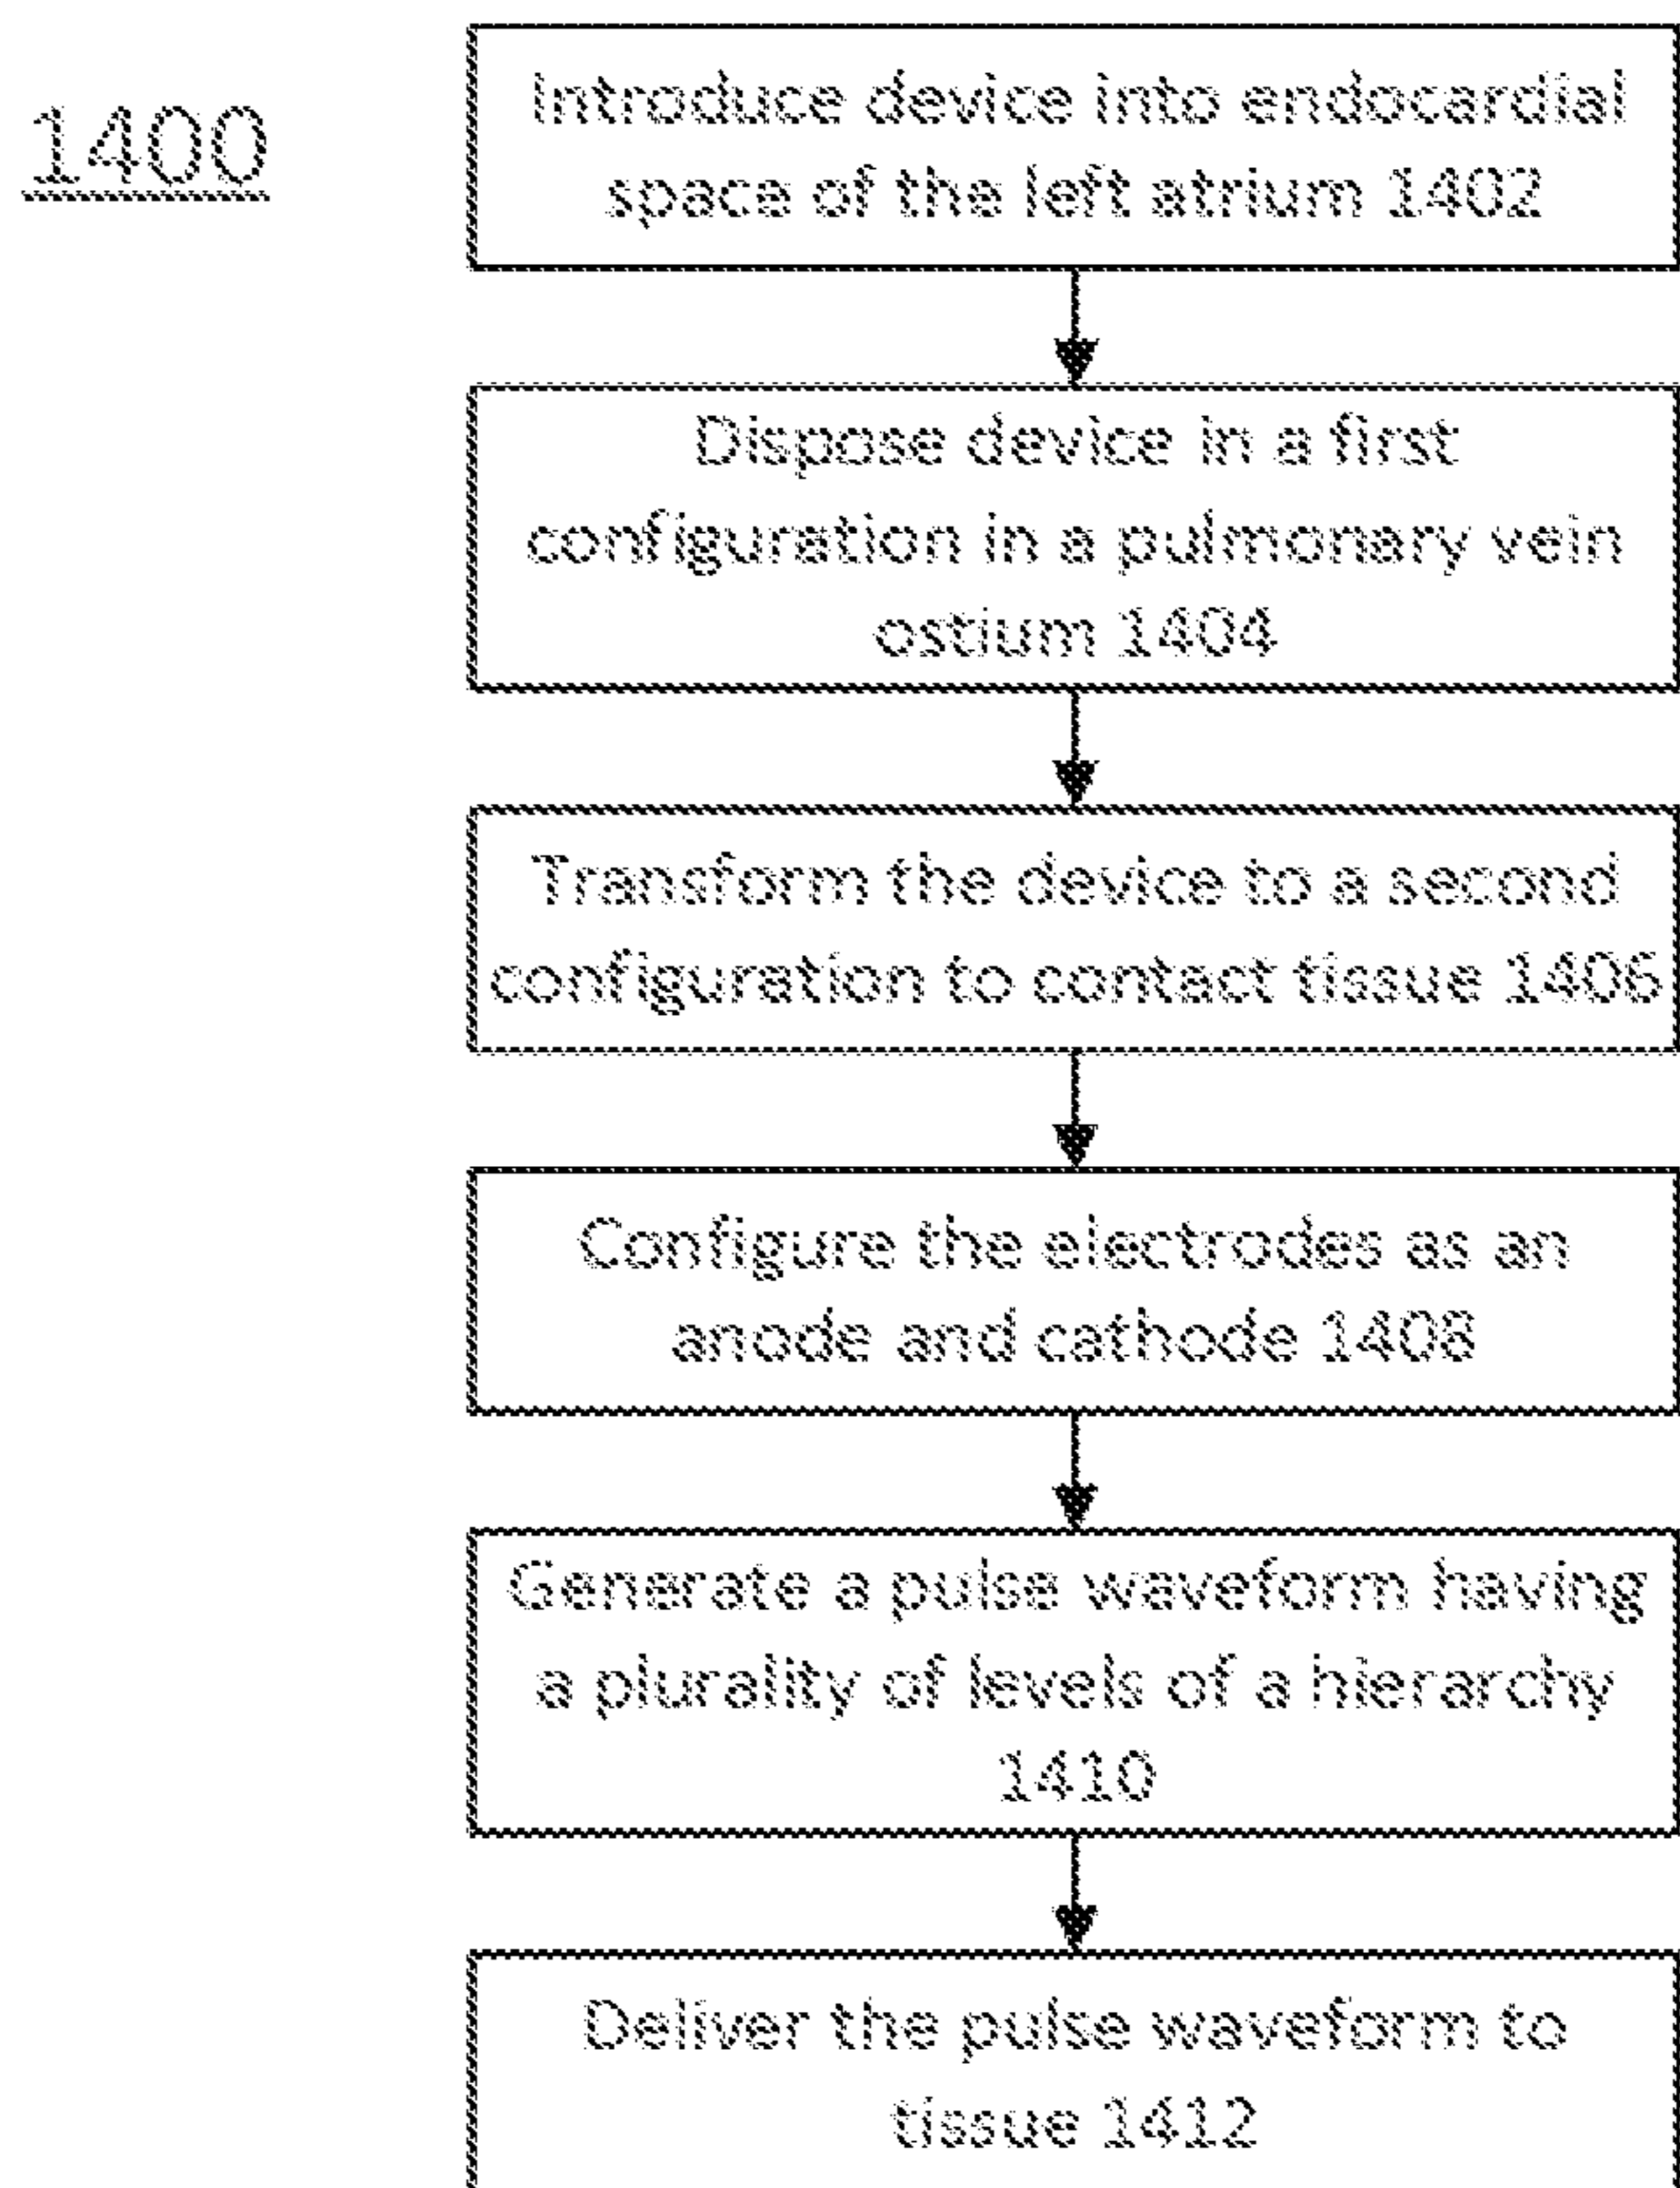 1400
Introduce device into endocardial
space of the left atrium 1402
Dispose device in a first
configuration in a pulmonary vein
ostium 1404
Transform the device to a second
configuration to contact tissue 1406
Configure the electrodes as an
anode and cathode 1408
Generate a pulse waveform having
a plurality of levels of a hierarchy
1410
Deliver the pulse waveform to
tissue 1412